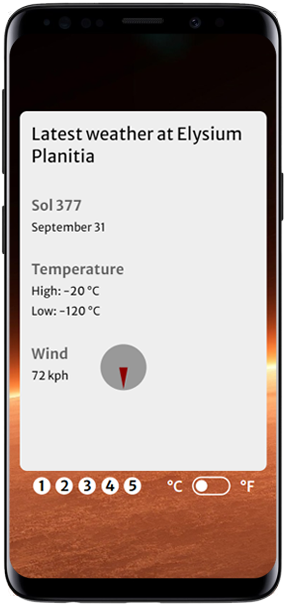 Latest weather at Elysium
Planitia
Sol 377
September 31
Temperature
High: -20 °C
Low: -120 °C
Wind
72 kph
1 2 3 4 5 °C °F